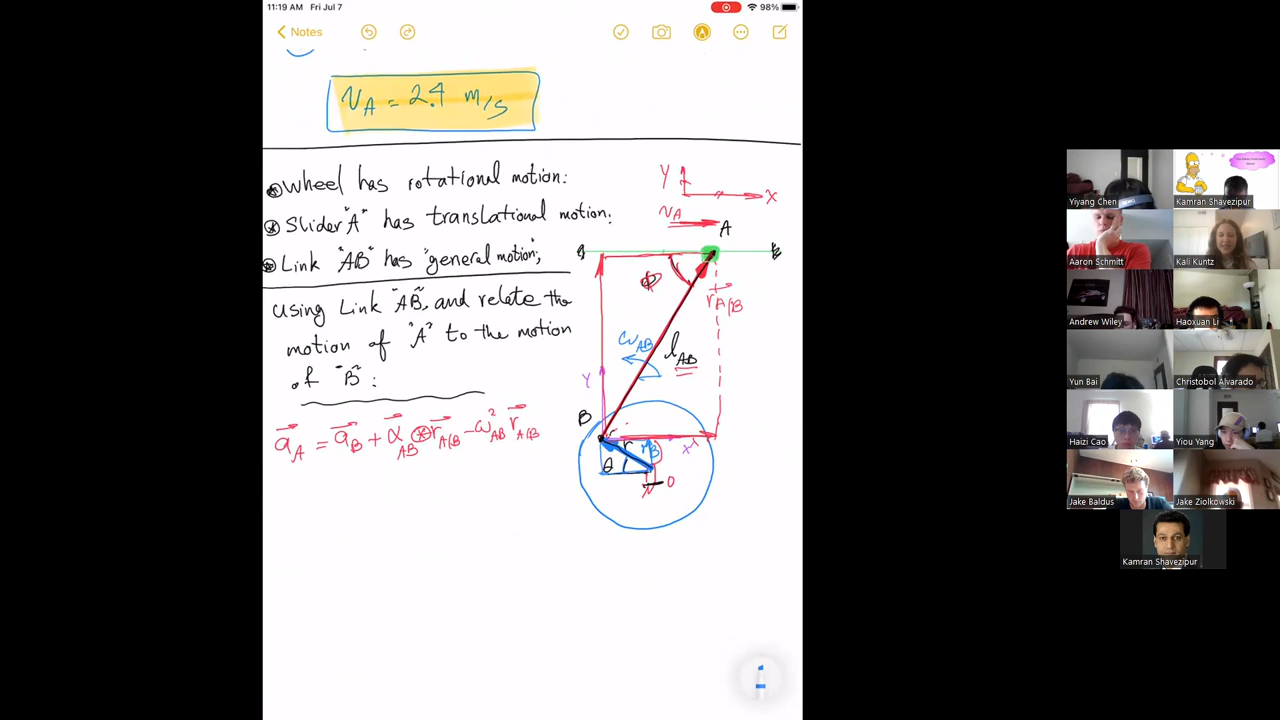 11:19 AM Fri Jul 7
98%
Notes
VA = 2.4 m/s
Wheel has rotational motion:
Slider "A" has translational motion:
Link "AB" has "general motion",
using Link "AB", and relate the
motion of "A" to the motion
of "B":
aA = aB + αAB ⊛ rA/B - ω²AB rA/B
Y
X
VA
A
Φ
rA/B
ωAB
lAB
Y
B
r
rB
X
θ
O
Yiyang Chen
Kamran Shavezipur
Aaron Schmitt
Kali Kuntz
Andrew Wiley
Haoxuan Li
Yun Bai
Christobol Alvarado
Haizi Cao
Yiou Yang
Jake Baldus
Jake Ziolkowski
Kamran Shavezipur